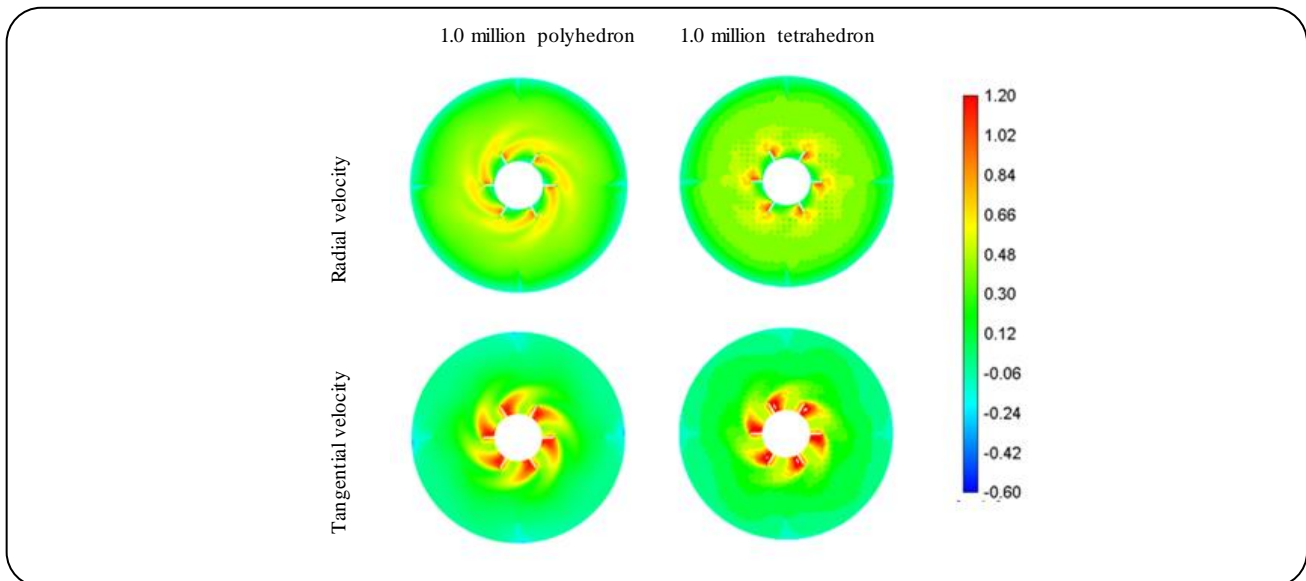 1.0 million polyhedron
1.0 million tetrahedron
Radial velocity
Tangential velocity
1.20
1.02
0.84
0.66
0.48
0.30
0.12
-0.06
-0.24
-0.42
-0.60